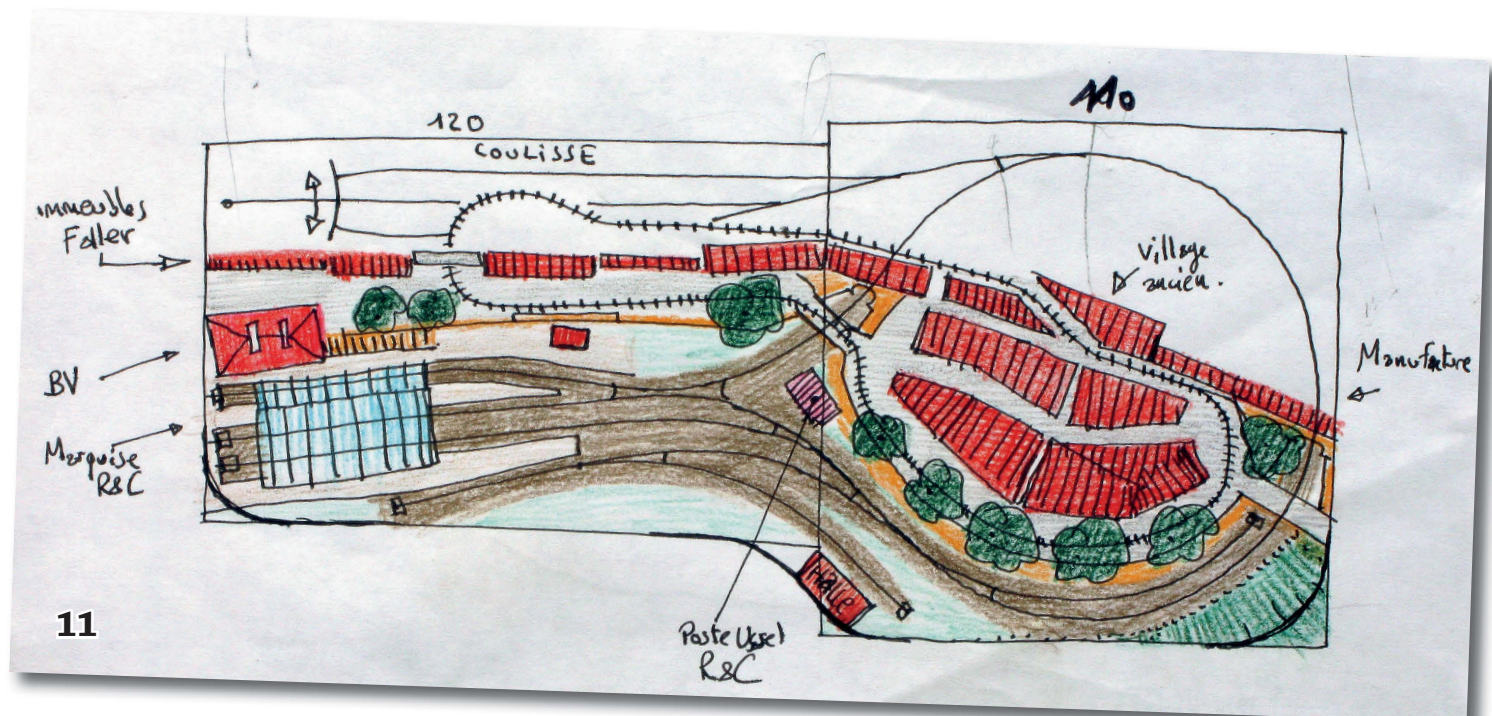 110
120
COULISSE
immeubles
Faller
village
ancien.
Manufacture
BV
Marquise
R&C
Halle
11
Poste Ussel
R&C